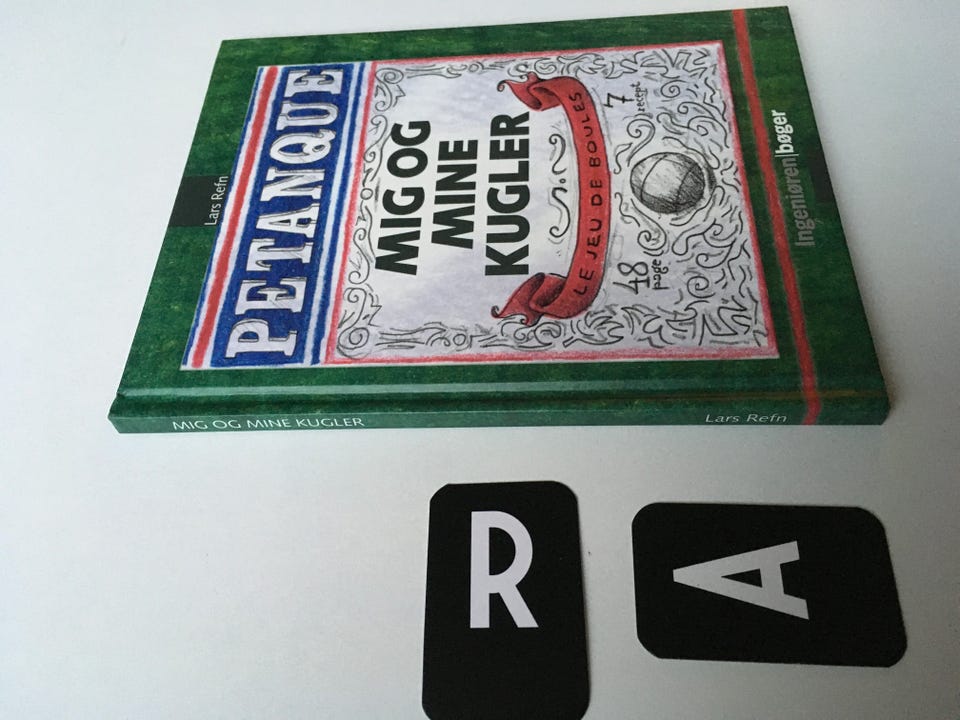 Lars Refn
PETANQUE
MIG OG
MINE
KUGLER
LE JEU DE BOULES
48
page
7
recept
Ingeniøren|bøger
MIG OG MINE KUGLER
Lars Refn
R
A